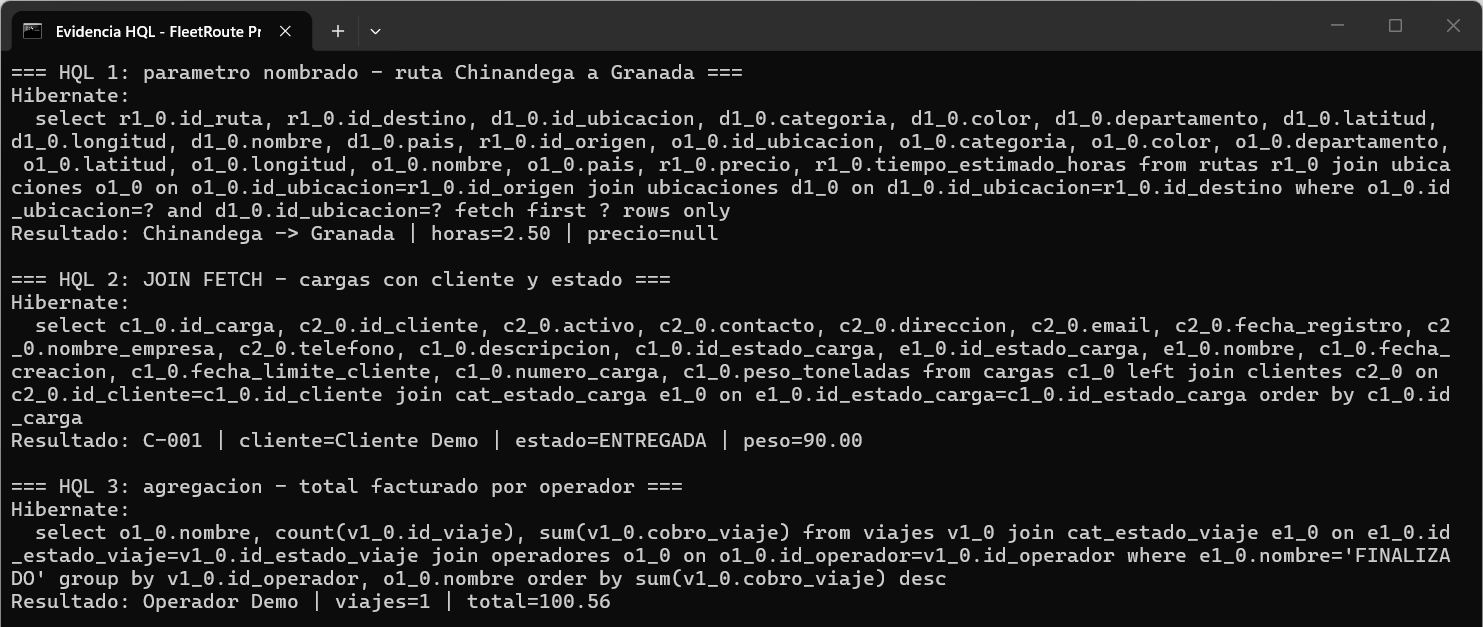 Evidencia HQL - FleetRoute Pr
=== HQL 1: parametro nombrado - ruta Chinandega a Granada ===
Hibernate:
  select r1_0.id_ruta, r1_0.id_destino, d1_0.id_ubicacion, d1_0.categoria, d1_0.color, d1_0.departamento, d1_0.latitud,
d1_0.longitud, d1_0.nombre, d1_0.pais, r1_0.id_origen, o1_0.id_ubicacion, o1_0.categoria, o1_0.color, o1_0.departamento,
 o1_0.latitud, o1_0.longitud, o1_0.nombre, o1_0.pais, r1_0.precio, r1_0.tiempo_estimado_horas from rutas r1_0 join ubica
ciones o1_0 on o1_0.id_ubicacion=r1_0.id_origen join ubicaciones d1_0 on d1_0.id_ubicacion=r1_0.id_destino where o1_0.id
_ubicacion=? and d1_0.id_ubicacion=? fetch first ? rows only
Resultado: Chinandega -> Granada | horas=2.50 | precio=null

=== HQL 2: JOIN FETCH - cargas con cliente y estado ===
Hibernate:
  select c1_0.id_carga, c2_0.id_cliente, c2_0.activo, c2_0.contacto, c2_0.direccion, c2_0.email, c2_0.fecha_registro, c2
_0.nombre_empresa, c2_0.telefono, c1_0.descripcion, c1_0.id_estado_carga, e1_0.id_estado_carga, e1_0.nombre, c1_0.fecha_
creacion, c1_0.fecha_limite_cliente, c1_0.numero_carga, c1_0.peso_toneladas from cargas c1_0 left join clientes c2_0 on
c2_0.id_cliente=c1_0.id_cliente join cat_estado_carga e1_0 on e1_0.id_estado_carga=c1_0.id_estado_carga order by c1_0.id
_carga
Resultado: C-001 | cliente=Cliente Demo | estado=ENTREGADA | peso=90.00

=== HQL 3: agregacion - total facturado por operador ===
Hibernate:
  select o1_0.nombre, count(v1_0.id_viaje), sum(v1_0.cobro_viaje) from viajes v1_0 join cat_estado_viaje e1_0 on e1_0.id
_estado_viaje=v1_0.id_estado_viaje join operadores o1_0 on o1_0.id_operador=v1_0.id_operador where e1_0.nombre='FINALIZA
DO' group by v1_0.id_operador, o1_0.nombre order by sum(v1_0.cobro_viaje) desc
Resultado: Operador Demo | viajes=1 | total=100.56